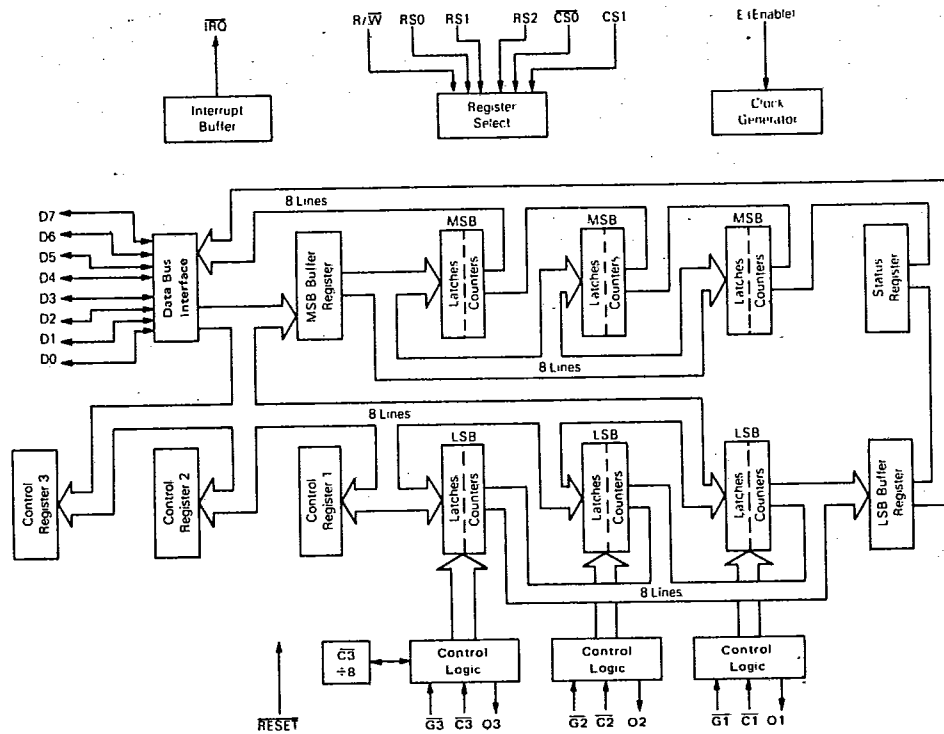 IRQ
R/W RS0 RS1 RS2 CS0 CS1
E (Enable)
Interrupt
Buffer
Register
Select
Clock
Generator
8 Lines
D7
D6
D5
D4
D3
D2
D1
D0
Data Bus
Interface
MSB Buffer
Register
MSB
Latches
Counters
MSB
Latches
Counters
MSB
Latches
Counters
Status
Register
8 Lines
8 Lines
Control
Register 3
Control
Register 2
Control
Register 1
LSB
Latches
Counters
LSB
Latches
Counters
LSB
Latches
Counters
LSB Buffer
Register
8 Lines
C3
÷8
Control
Logic
Control
Logic
Control
Logic
RESET
G3 C3 O3
G2 C2 O2
G1 C1 O1